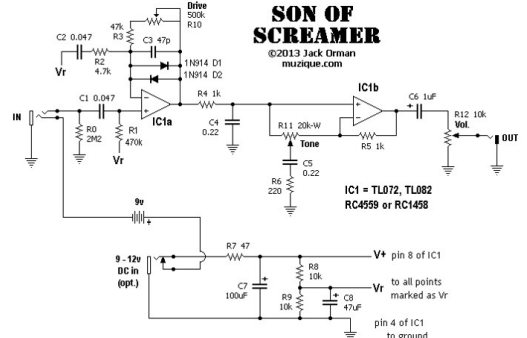 SON OF
SCREAMER
©2013 Jack Orman
muzique.com
Drive
500k
R10
47k
R3
C3 47p
C2 0.047
R2
4.7k
Vr
1N914 D1
1N914 D2
IN
C1 0.047
R0
2M2
R1
470k
Vr
IC1a
R4 1k
C4
0.22
R11 20k-W
Tone
C5
0.22
R6
220
IC1b
R5 1k
C6 1uF
R12 10k
Vol.
OUT
IC1 = TL072, TL082
RC4559 or RC1458
9v
+
9 - 12v
DC in
(opt.)
R7 47
C7
100uF
+
R8
10k
R9
10k
+
C8
47uF
V+ pin 8 of IC1
Vr to all points
marked as Vr
pin 4 of IC1
to ground